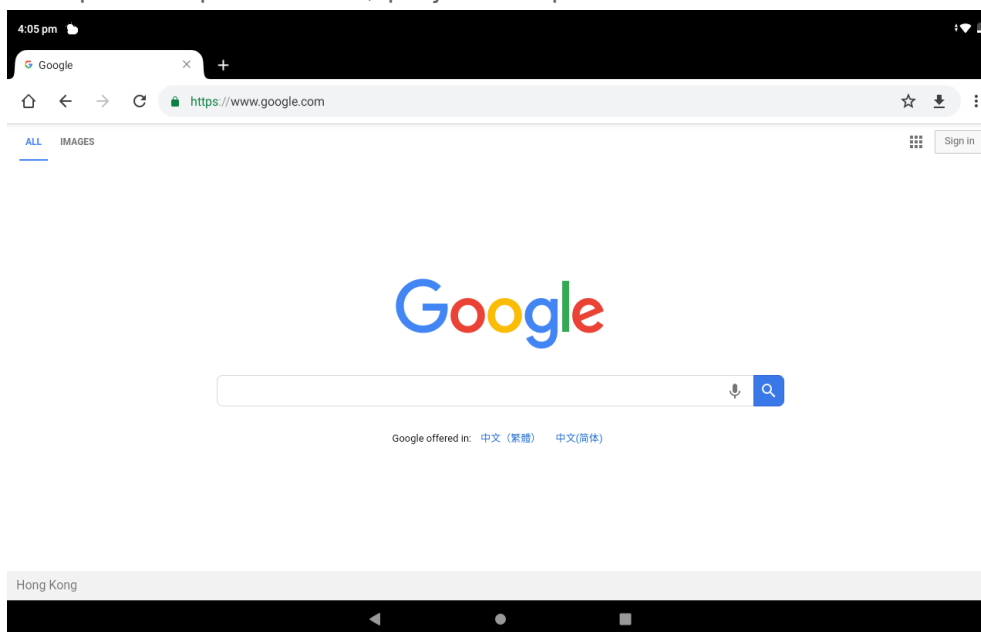 4:05 pm
Google
https://www.google.com
ALL IMAGES
Sign in
Google
Google offered in: 中文（繁體） 中文(简体)
Hong Kong